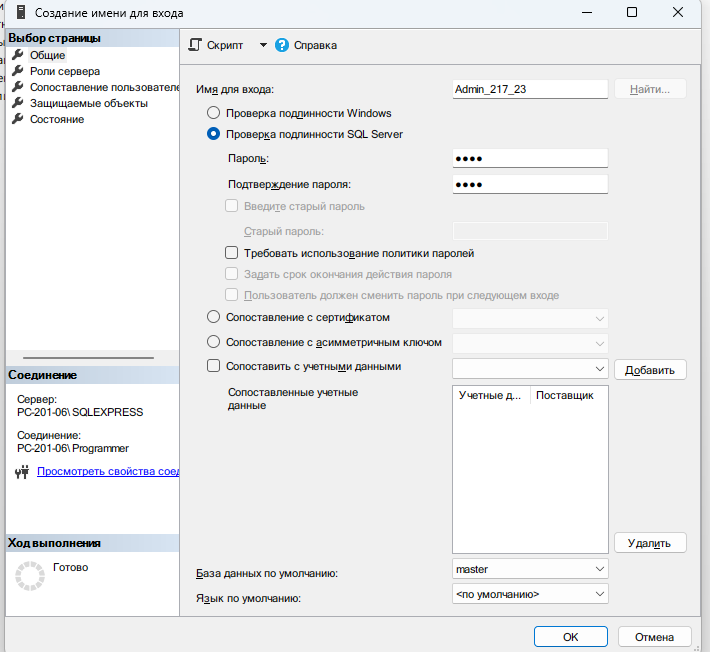 Создание имени для входа
Выбор страницы
Общие
Роли сервера
Сопоставление пользователе
Защищаемые объекты
Состояние
Скрипт
Справка
Имя для входа:
Admin_217_23
Найти...
Проверка подлинности Windows
Проверка подлинности SQL Server
Пароль:
●●●●
Подтверждение пароля:
●●●●
Введите старый пароль
Старый пароль:
Требовать использование политики паролей
Задать срок окончания действия пароля
Пользователь должен сменить пароль при следующем входе
Сопоставление с сертификатом
Сопоставление с асимметричным ключом
Сопоставить с учетными данными
Добавить
Сопоставленные учетные
данные
Учетные д...
Поставщик
Удалить
База данных по умолчанию:
master
Язык по умолчанию:
<по умолчанию>
Соединение
Сервер:
PC-201-06\SQLEXPRESS
Соединение:
PC-201-06\Programmer
Просмотреть свойства соед
Ход выполнения
Готово
OK
Отмена